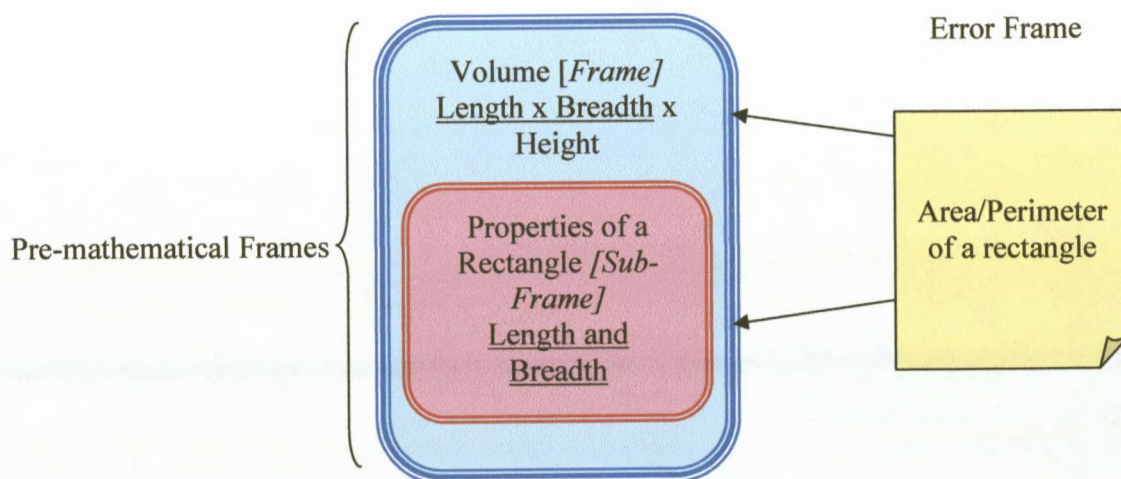 Error Frame
Volume [Frame]
Length x Breadth x
Height
Pre-mathematical Frames
Properties of a
Rectangle [Sub-
Frame]
Length and
Breadth
Area/Perimeter
of a rectangle